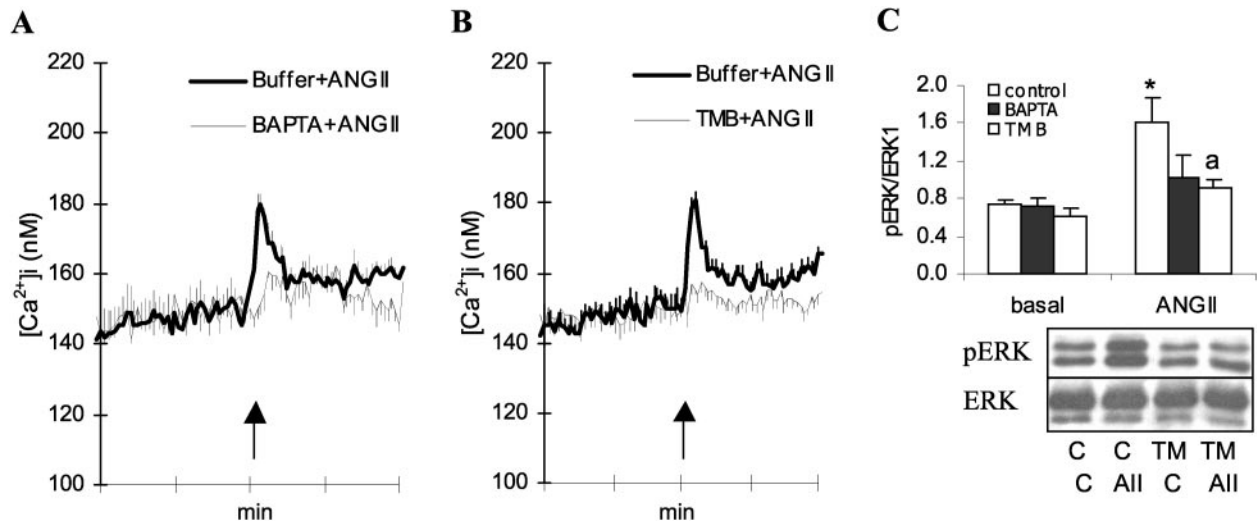 A
220
200
180
160
140
120
100
[Ca2+]i (nM)
Buffer+ANGII
BAPTA+ANGII
min
B
220
200
180
160
140
120
100
[Ca2+]i (nM)
Buffer+ANGII
TMB+ANGII
min
C
2.0
1.6
1.2
0.8
0.4
0.0
pERK/ERK1
control
BAPTA
TMB
*
a
basal ANGII
pERK
ERK
C C TM TM
C AII C AII